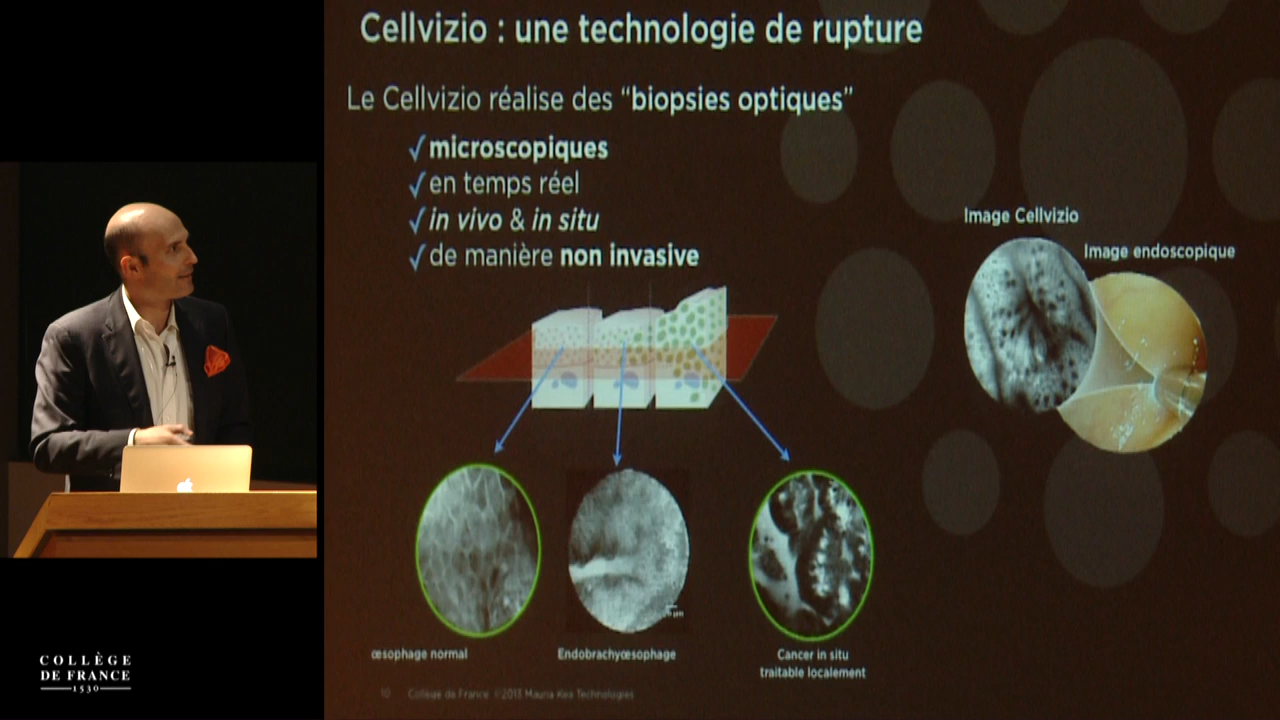 Cellvizio : une technologie de rupture
Le Cellvizio réalise des “biopsies optiques”
√ microscopiques
√ en temps réel
√ in vivo & in situ
√ de manière non invasive
Image Cellvizio
Image endoscopique
œsophage normal
Endobrachyœsophage
Cancer in situ
traitable localement
10 Collège de France ©2013 Mauna Kea Technologies
COLLÈGE
DE FRANCE
1530